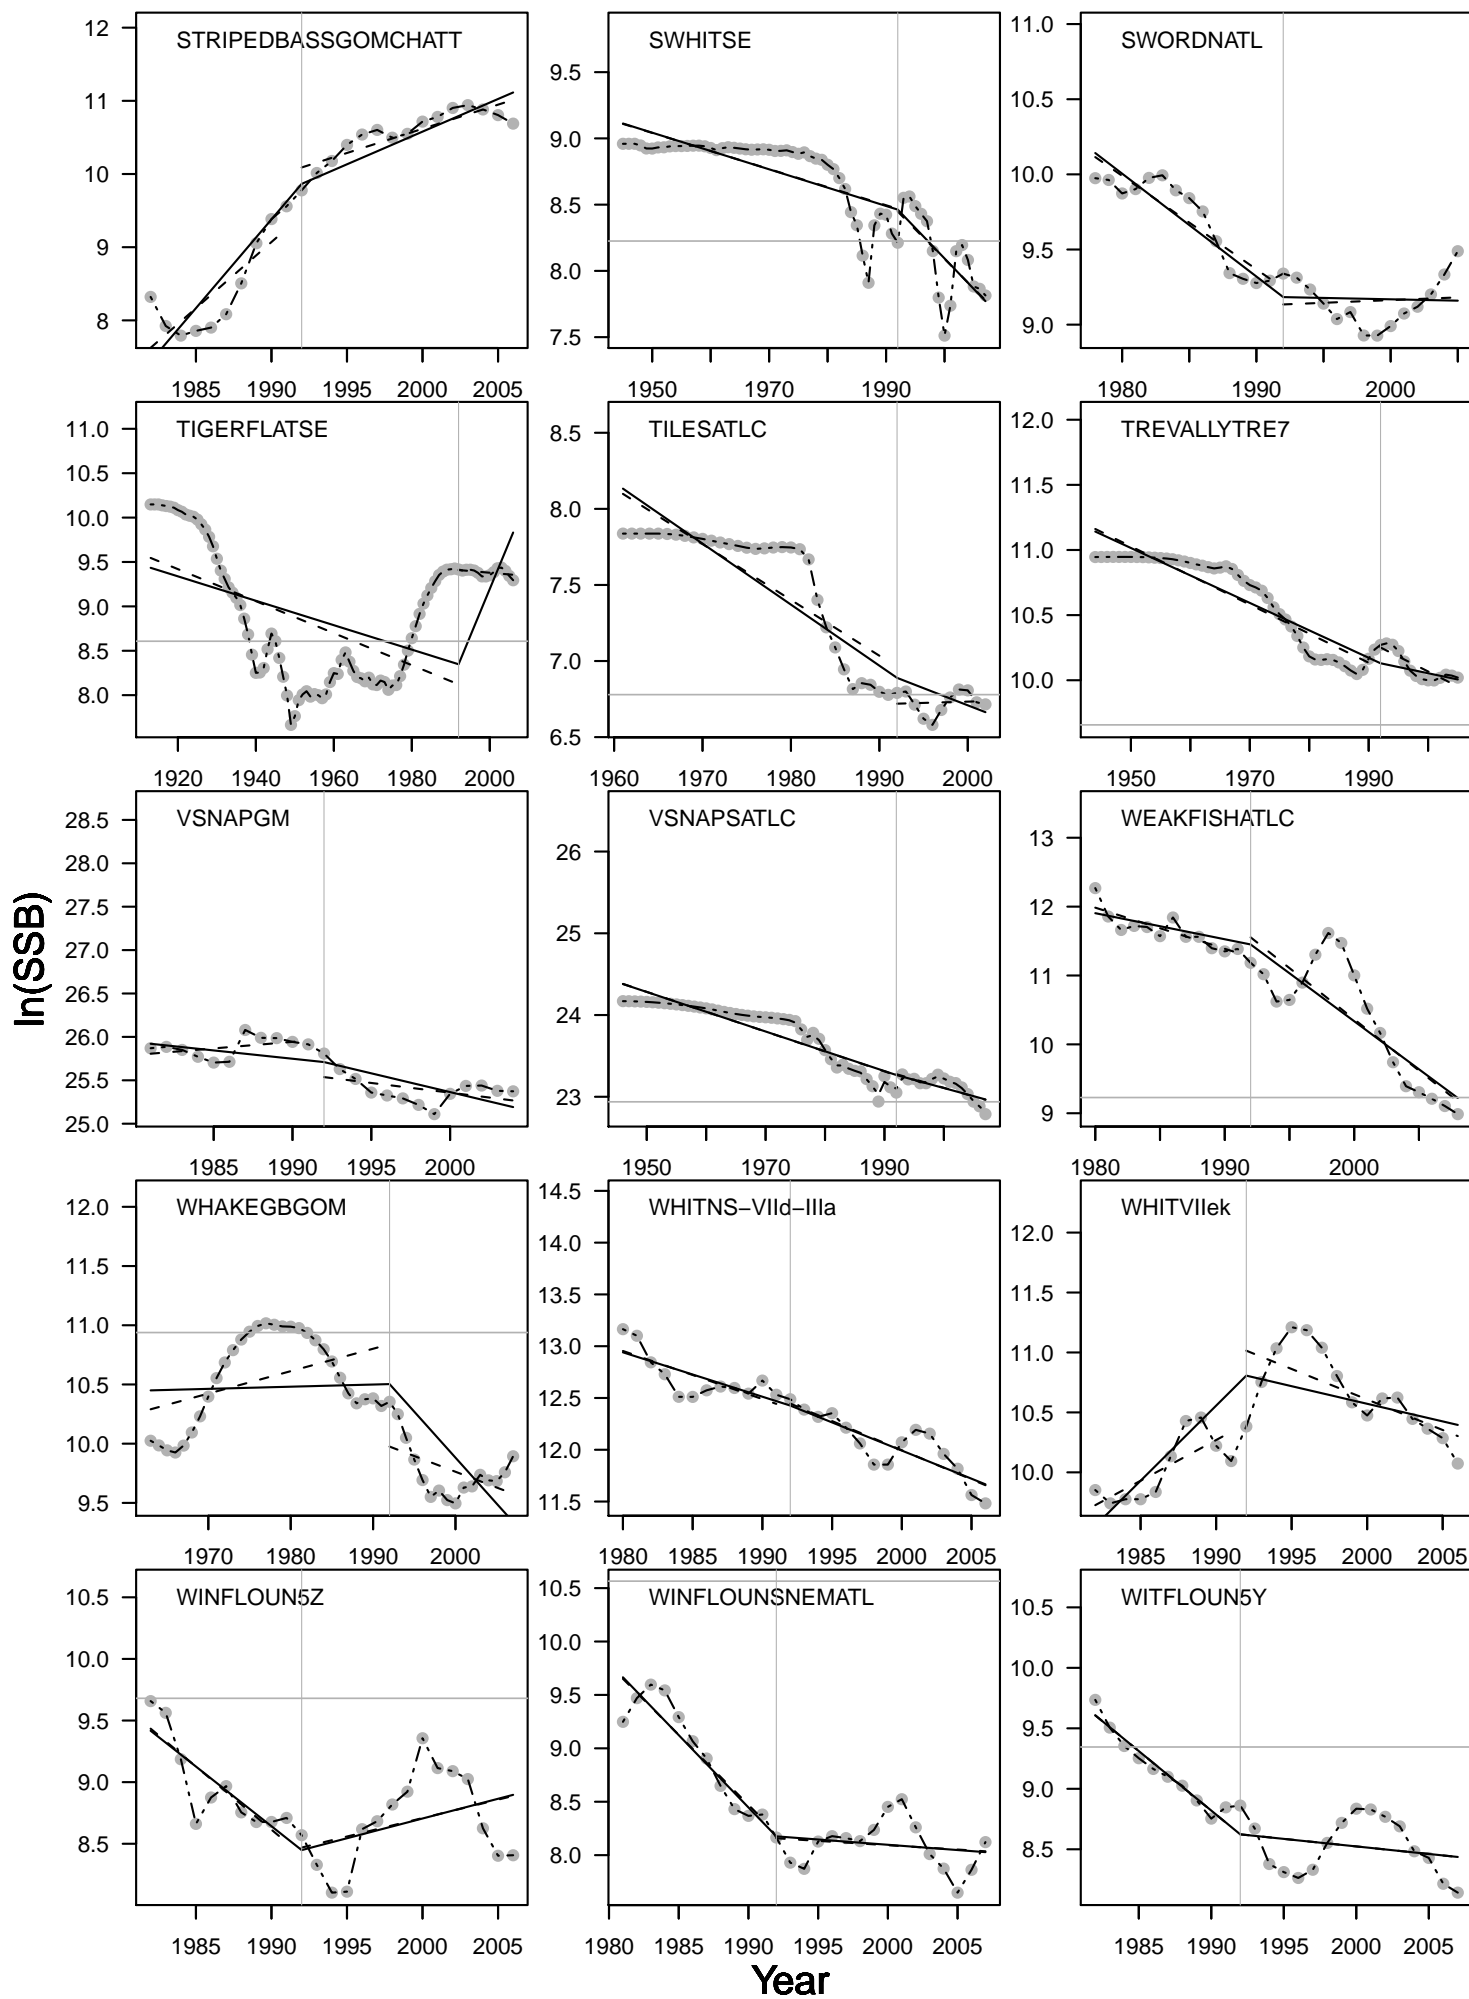 STRIPEDBASSGOMCHATT
SWHITSE
SWORDNATL
12
11
10
9
8
9.5
9.0
8.5
8.0
7.5
11.0
10.5
10.0
9.5
9.0
1985 1990 1995 2000 2005
1950 1970 1990
1980 1990 2000
TIGERFLATSE
TILESATLC
TREVALLYTRE7
11.0
10.5
10.0
9.5
9.0
8.5
8.0
8.5
8.0
7.5
7.0
6.5
12.0
11.5
11.0
10.5
10.0
1920 1940 1960 1980 2000
1960 1970 1980 1990 2000
1950 1970 1990
VSNAPGM
VSNAPSATLC
WEAKFISHATLC
28.5
28.0
27.5
27.0
26.5
26.0
25.5
25.0
26
25
24
23
13
12
11
10
9
1985 1990 1995 2000
1950 1970 1990
1980 1990 2000
ln(SSB)
WHAKEGBGOM
WHITNS−VIId−IIIa
WHITVIIek
12.0
11.5
11.0
10.5
10.0
9.5
14.5
14.0
13.5
13.0
12.5
12.0
11.5
12.0
11.5
11.0
10.5
10.0
1970 1980 1990 2000
1980 1985 1990 1995 2000 2005
1985 1990 1995 2000 2005
WINFLOUN5Z
WINFLOUNSNEMATL
WITFLOUN5Y
10.5
10.0
9.5
9.0
8.5
10.5
10.0
9.5
9.0
8.5
8.0
10.5
10.0
9.5
9.0
8.5
1985 1990 1995 2000 2005
1980 1985 1990 1995 2000 2005
1985 1990 1995 2000 2005
Year